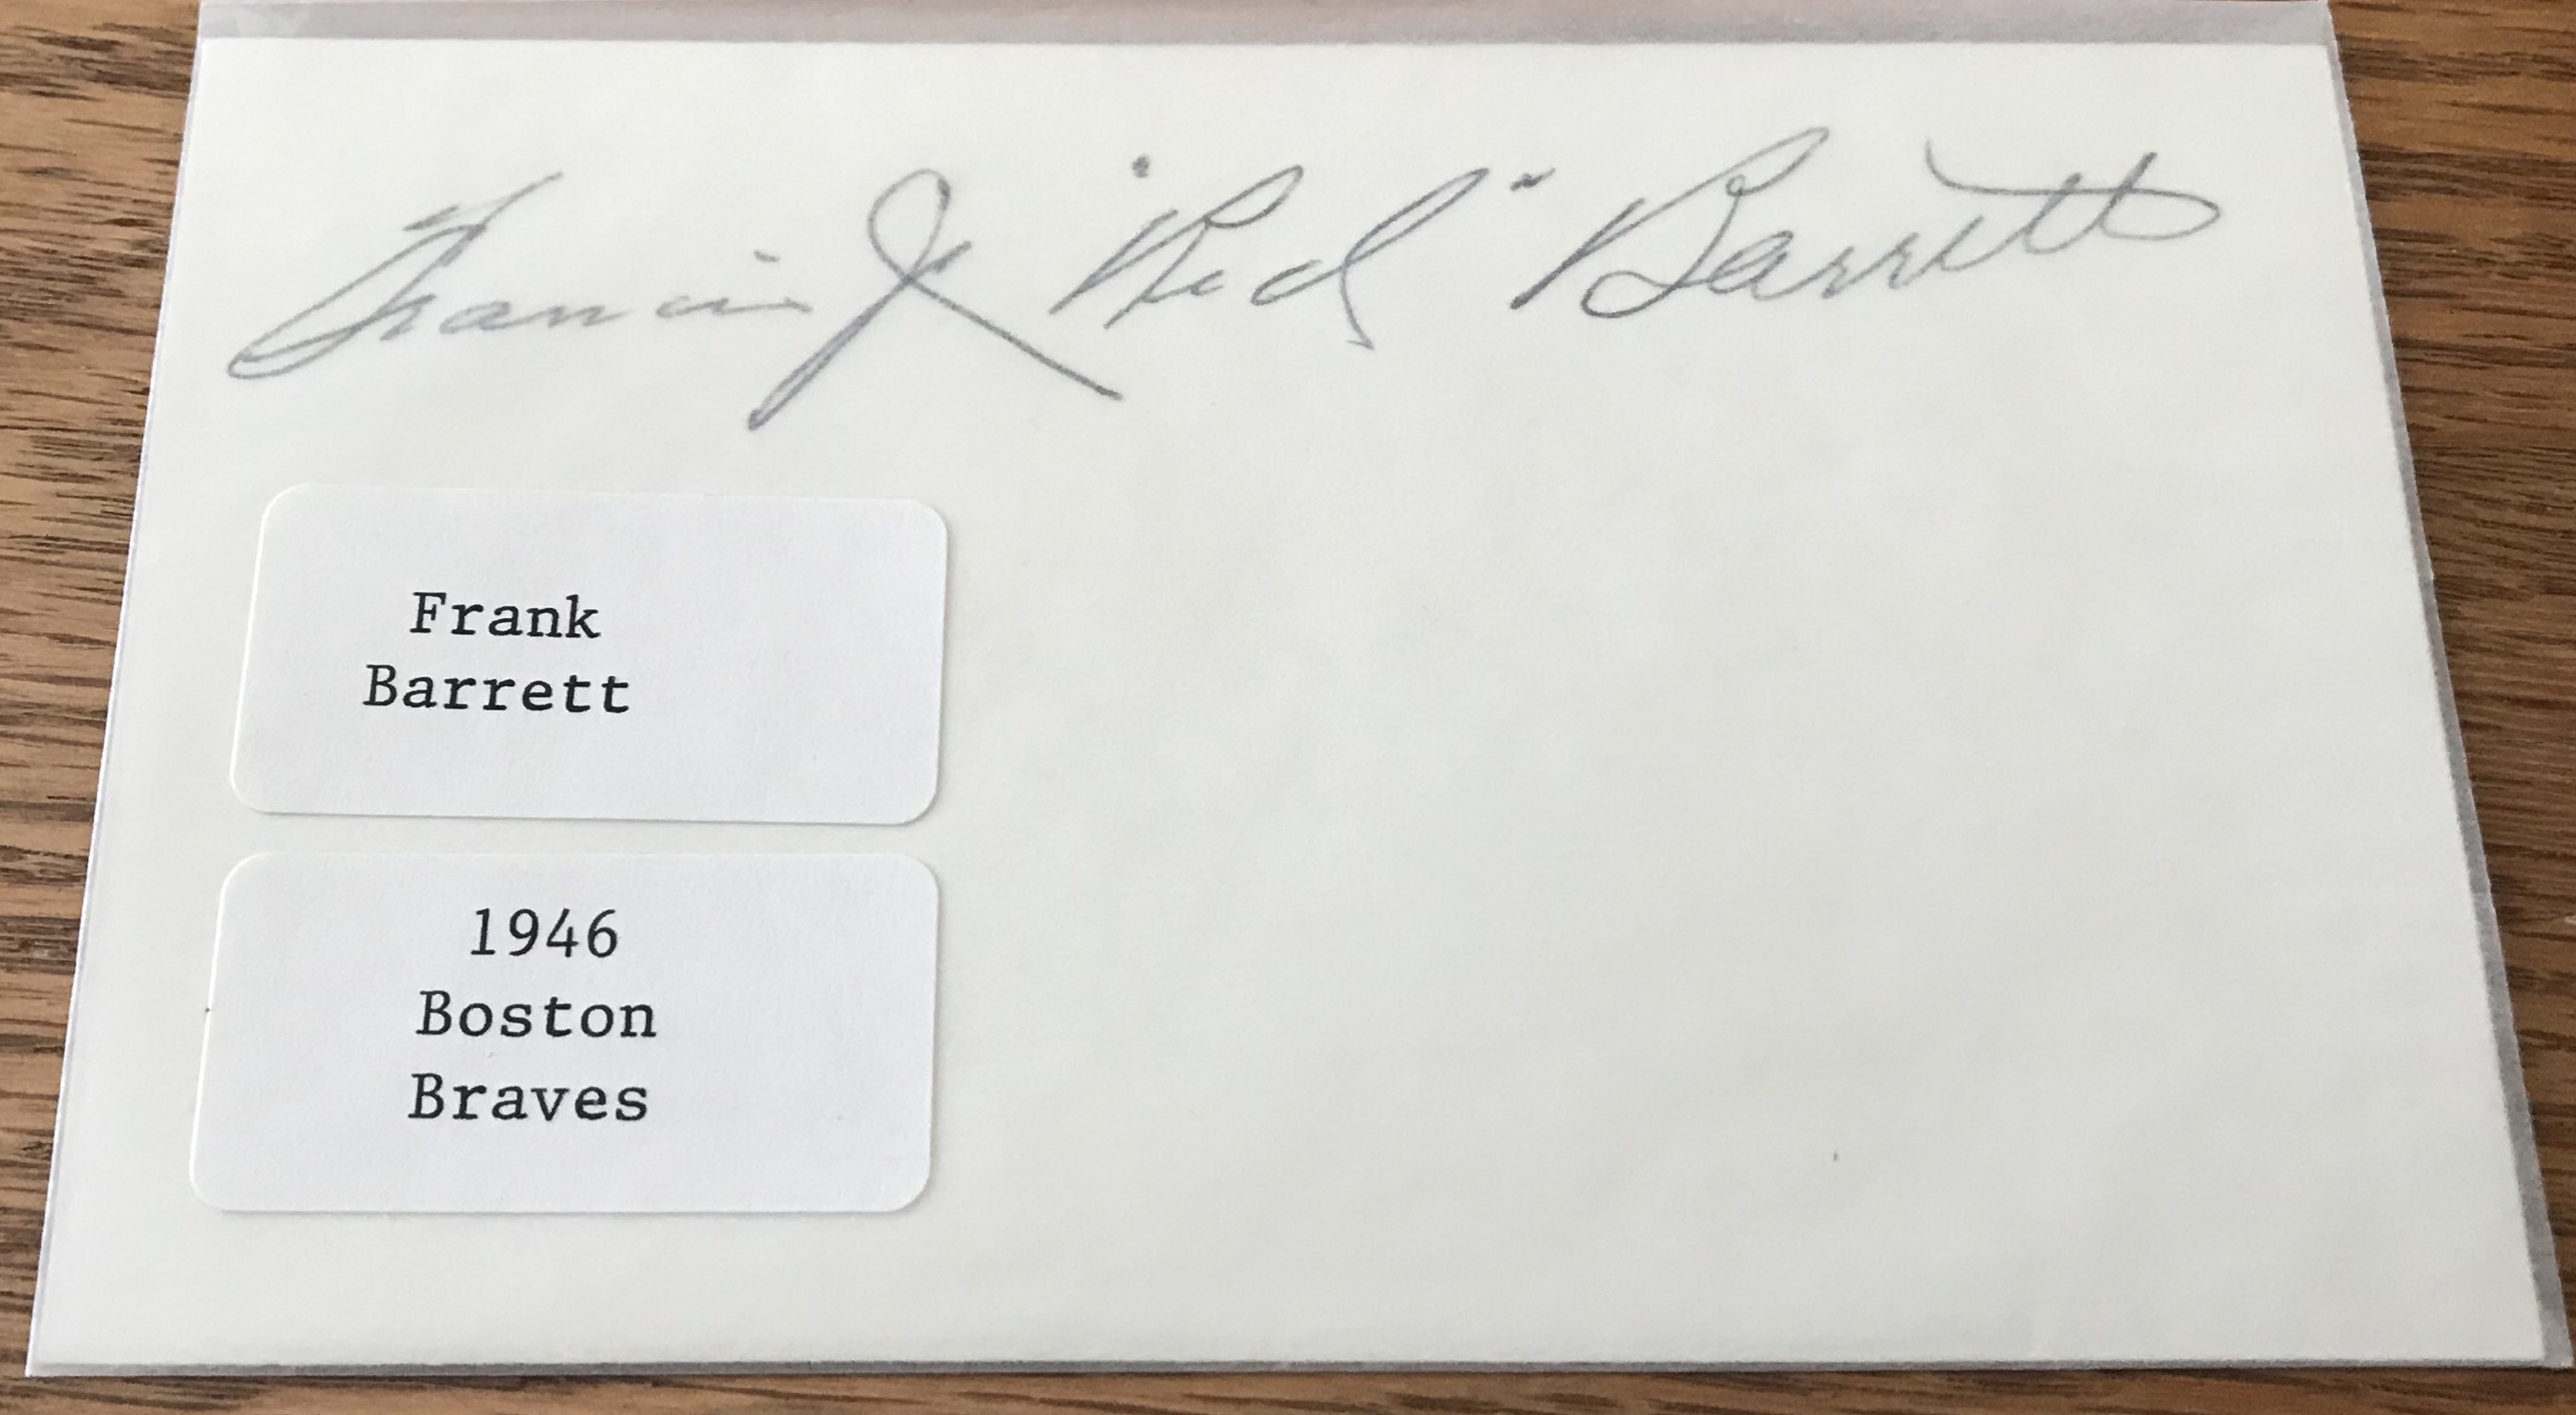 Francis J. "Red" Barrett
Frank
Barrett
1946
Boston
Braves